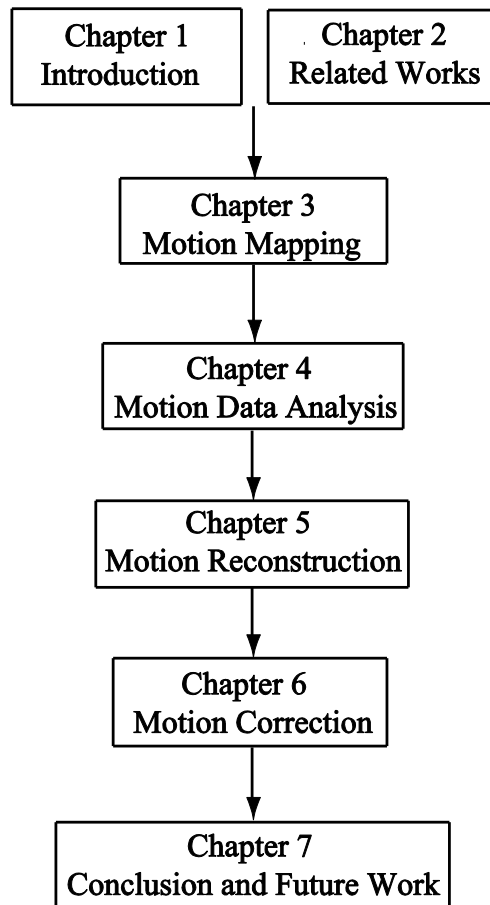 Chapter 1
Introduction
Chapter 2
Related Works
Chapter 3
Motion Mapping
Chapter 4
Motion Data Analysis
Chapter 5
Motion Reconstruction
Chapter 6
Motion Correction
Chapter 7
Conclusion and Future Work